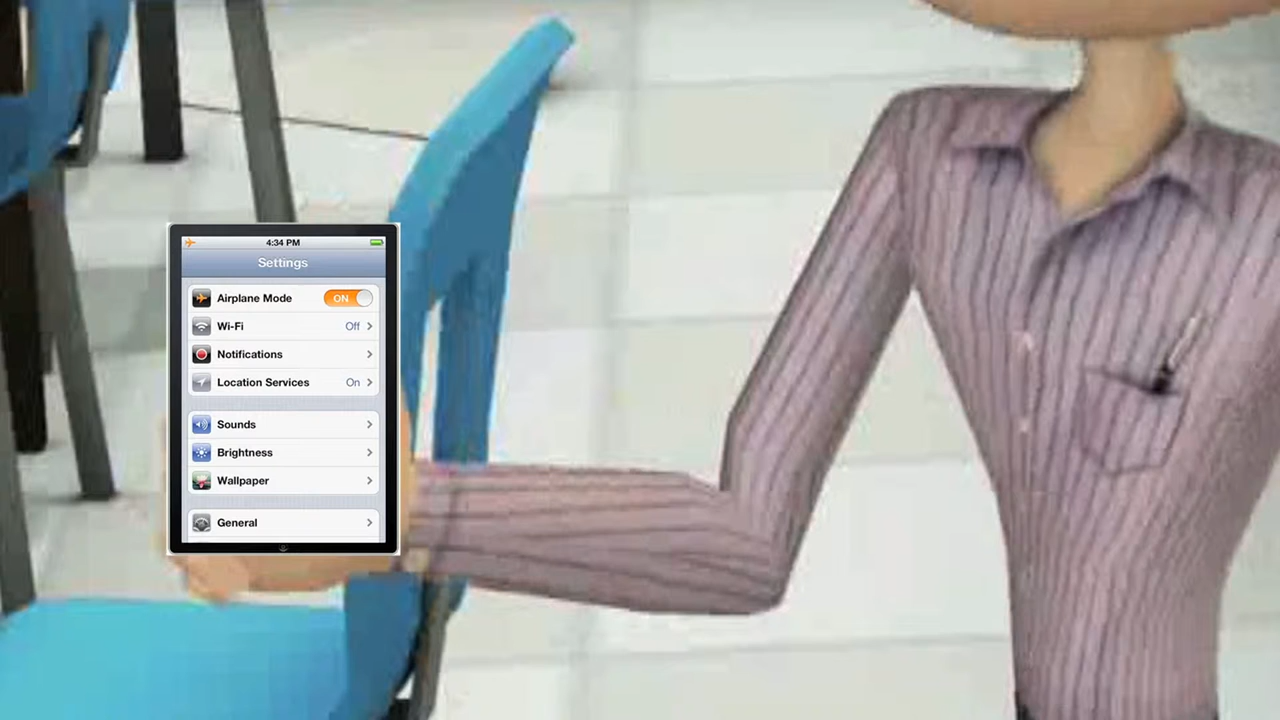 4:34 PM
Settings
Airplane Mode ON
Wi-Fi Off
Notifications
Location Services On
Sounds
Brightness
Wallpaper
General